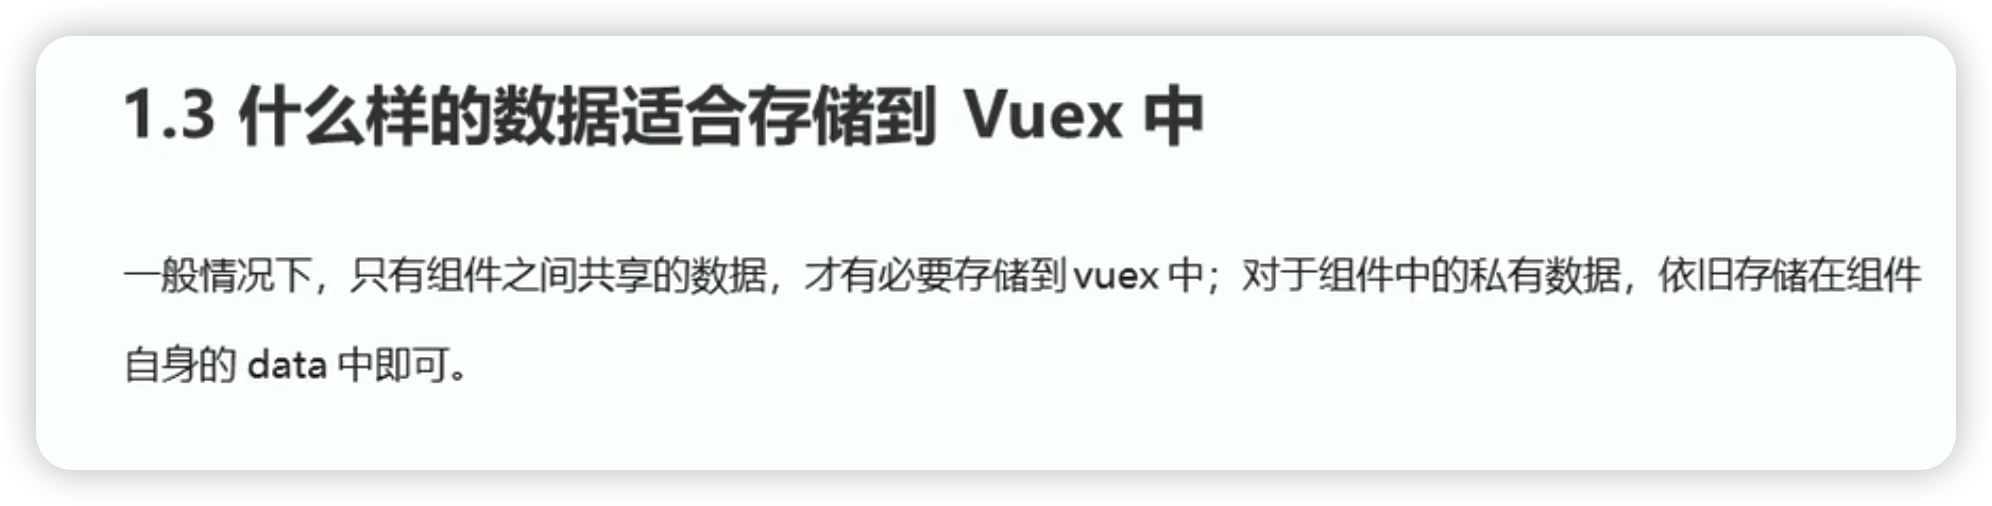 1.3 什么样的数据适合存储到 Vuex 中
一般情况下，只有组件之间共享的数据，才有必要存储到 vuex 中；对于组件中的私有数据，依旧存储在组件
自身的 data 中即可。